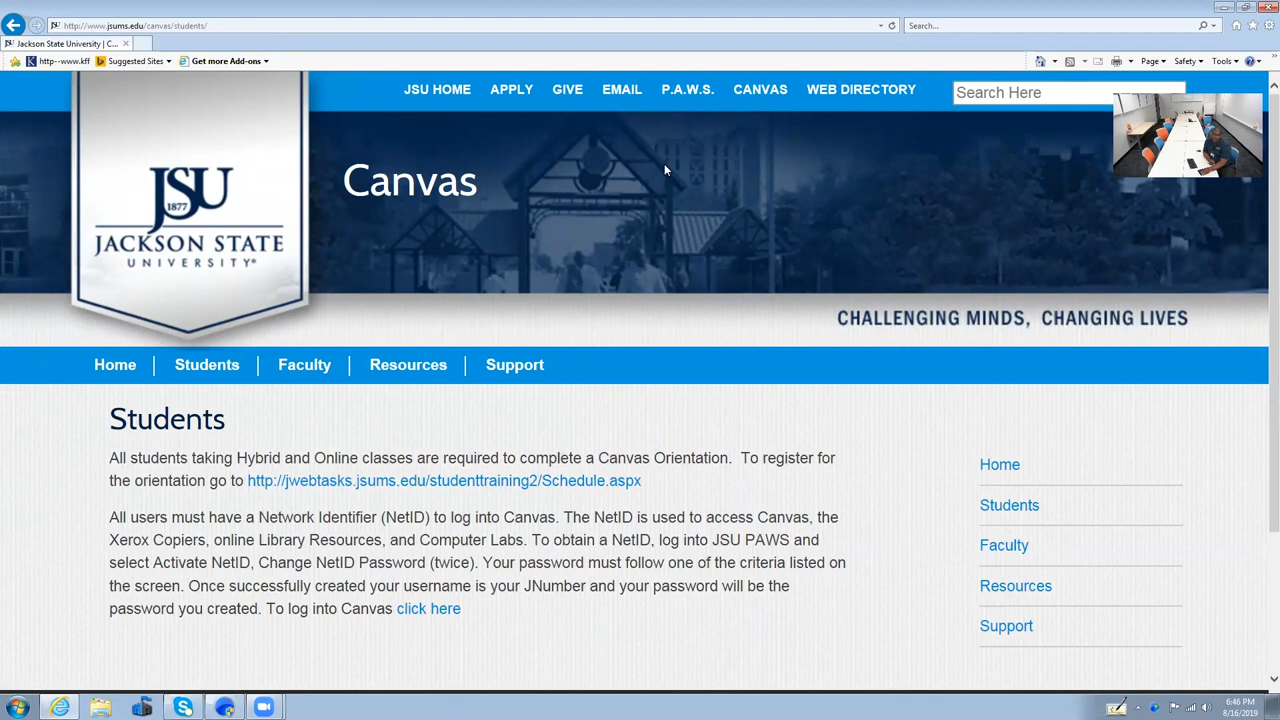 http://www.jsums.edu/canvas/students/
Search...
Jackson State University | C...
http--www.kff
Suggested Sites
Get more Add-ons
Page
Safety
Tools
JSU HOME
APPLY
GIVE
EMAIL
P.A.W.S.
CANVAS
WEB DIRECTORY
Search Here
JSU
1877
JACKSON STATE
UNIVERSITY
Canvas
CHALLENGING MINDS, CHANGING LIVES
Home
Students
Faculty
Resources
Support
Students
All students taking Hybrid and Online classes are required to complete a Canvas Orientation. To register for
the orientation go to http://jwebtasks.jsums.edu/studenttraining2/Schedule.aspx
All users must have a Network Identifier (NetID) to log into Canvas. The NetID is used to access Canvas, the
Xerox Copiers, online Library Resources, and Computer Labs. To obtain a NetID, log into JSU PAWS and
select Activate NetID, Change NetID Password (twice). Your password must follow one of the criteria listed on
the screen. Once successfully created your username is your JNumber and your password will be the
password you created. To log into Canvas click here
Home
Students
Faculty
Resources
Support
6:46 PM
8/16/2019